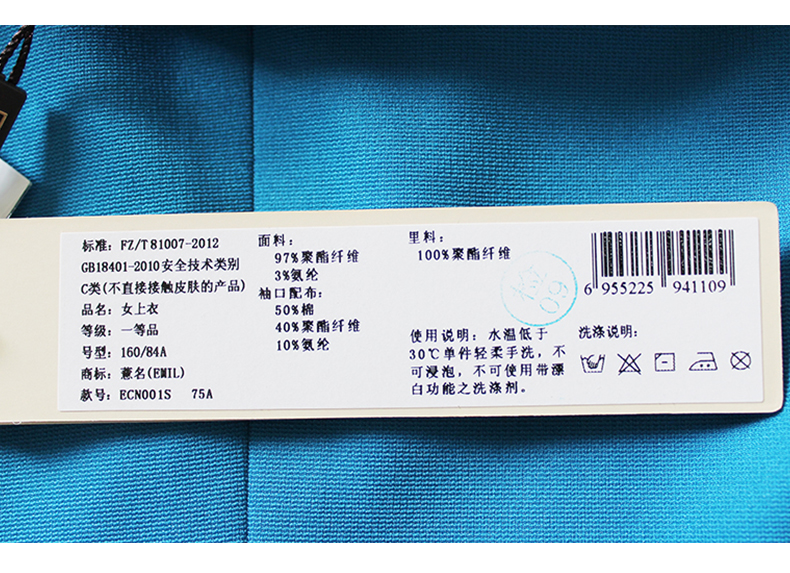 标准: FZ/T 81007-2012
GB18401-2010安全技术类别
C类(不直接接触皮肤的产品)
品名: 女上衣
等级: 一等品
号型: 160/84A
商标: 薏名(EMIL)
款号: ECN001S 75A
面料:
97%聚酯纤维
3%氨纶
袖口配布:
50%棉
40%聚酯纤维
10%氨纶
里料:
100%聚酯纤维
使用说明: 水温低于
30℃单件轻柔手洗, 不
可浸泡, 不可使用带漂
白功能之洗涤剂。
6 955225 941109
洗涤说明: